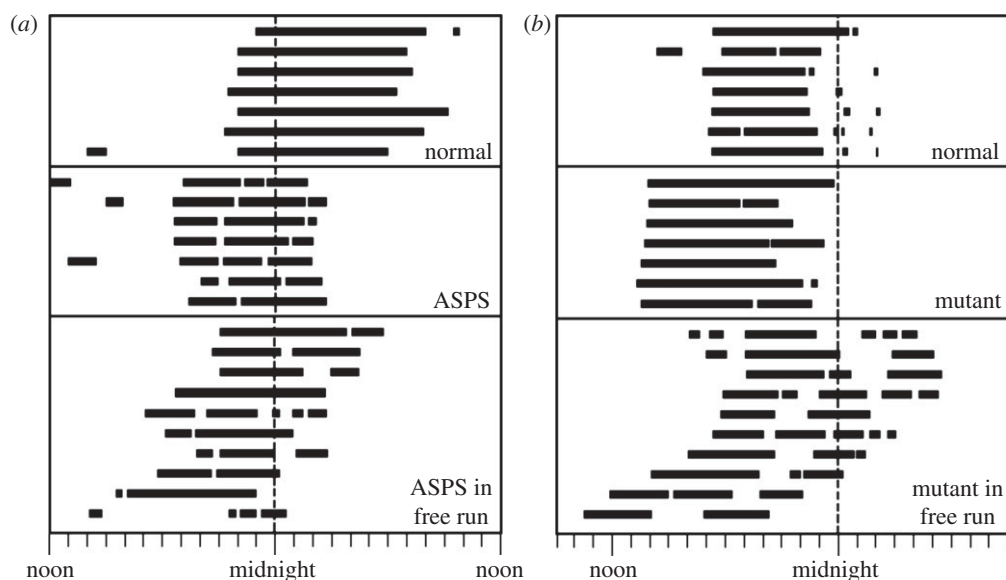 (a)
normal
ASPS
ASPS in
free run
noon
midnight
noon
(b)
normal
mutant
mutant in
free run
noon
midnight